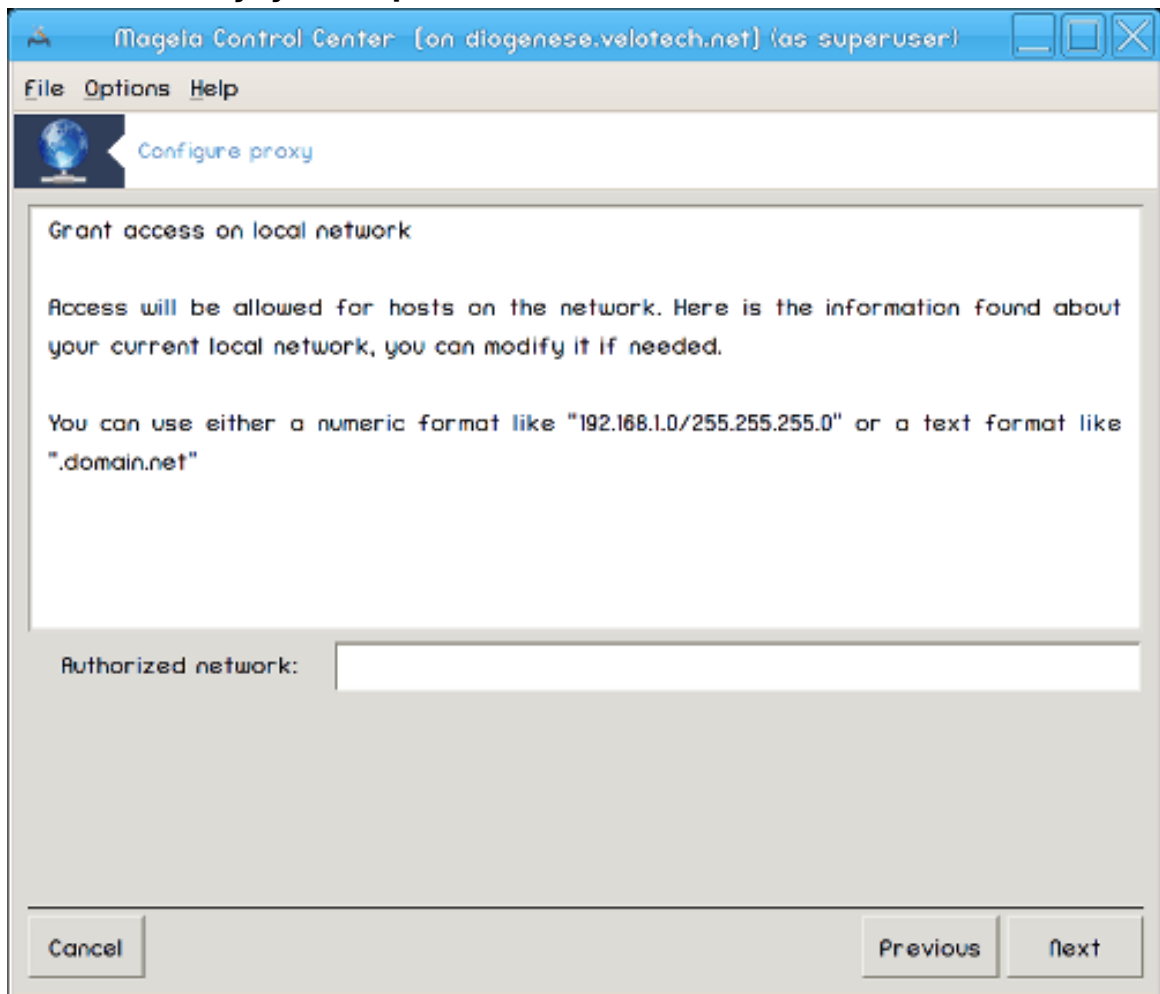 Mageia Control Center [on diogenese.velotech.net] (as superuser)
File Options Help
Configure proxy
Grant access on local network
Access will be allowed for hosts on the network. Here is the information found about
your current local network, you can modify it if needed.
You can use either a numeric format like "192.168.1.0/255.255.255.0" or a text format like
".domain.net"
Authorized network:
Cancel Previous Next